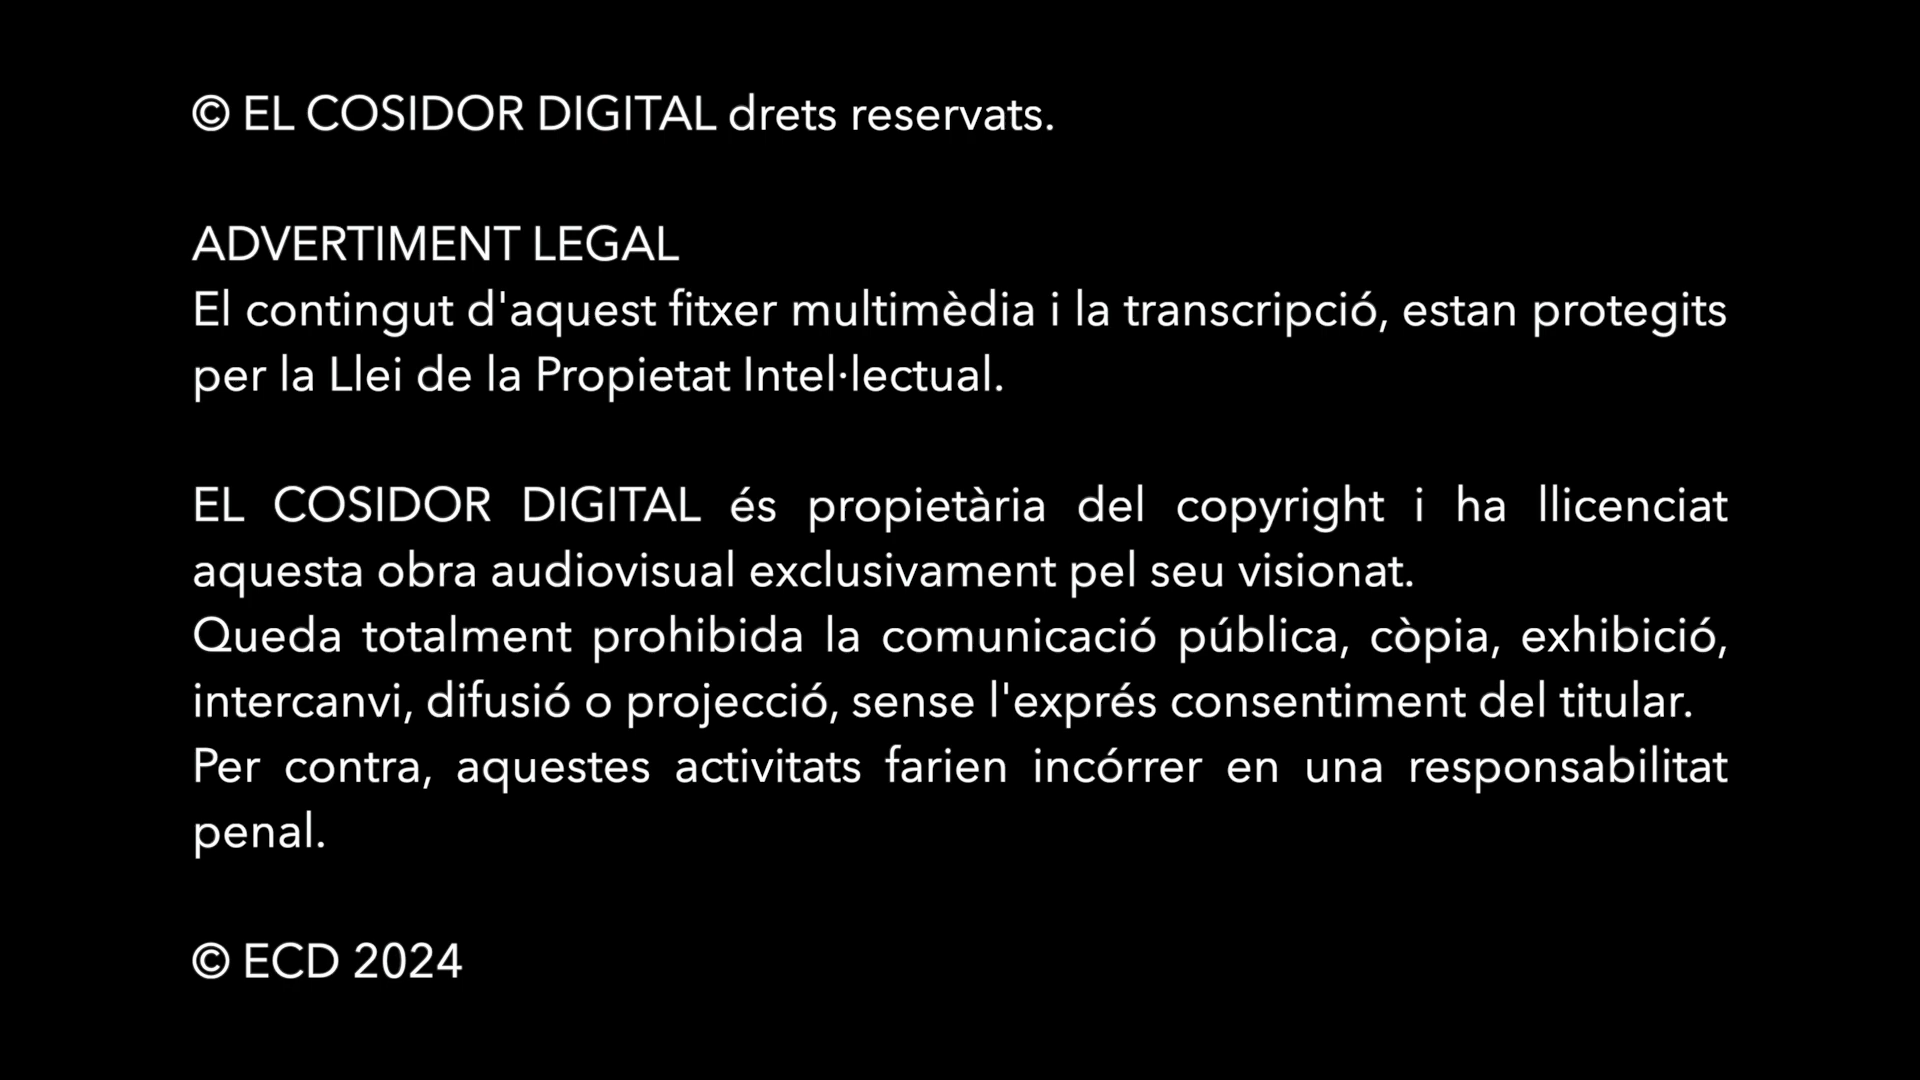 © EL COSIDOR DIGITAL drets reservats.
ADVERTIMENT LEGAL
El contingut d'aquest fitxer multimèdia i la transcripció, estan protegits
per la Llei de la Propietat Intel·lectual.
EL COSIDOR DIGITAL és propietària del copyright i ha llicenciat
aquesta obra audiovisual exclusivament pel seu visionat.
Queda totalment prohibida la comunicació pública, còpia, exhibició,
intercanvi, difusió o projecció, sense l'exprés consentiment del titular.
Per contra, aquestes activitats farien incórrer en una responsabilitat
penal.
© ECD 2024